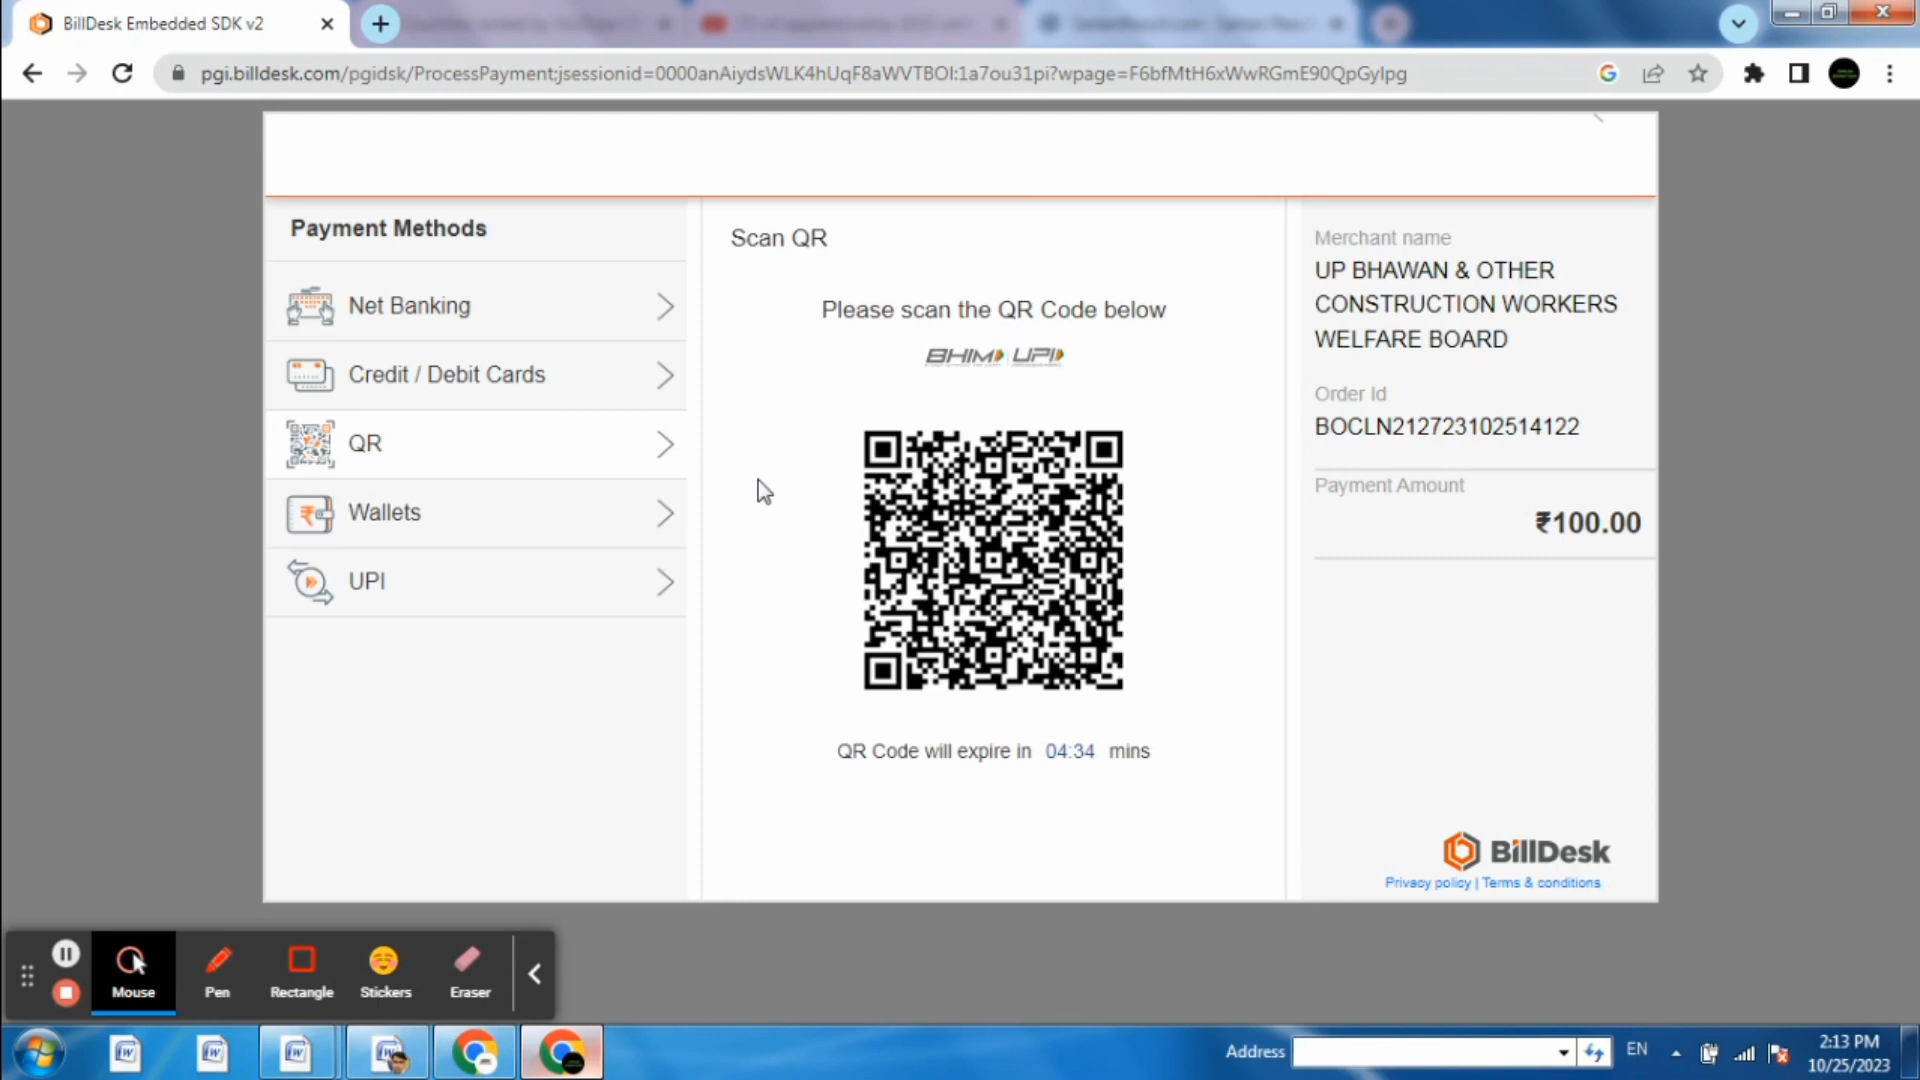 BillDesk Embedded SDK v2
pgi.billdesk.com/pgidsk/ProcessPayment;jsessionid=0000anAiydsWLK4hUqF8aWVTBOI:1a7ou31pi?wpage=F6bfMtH6xWwRGmE90QpGyIpg
Payment Methods
Net Banking
Credit / Debit Cards
QR
Wallets
UPI
Scan QR
Please scan the QR Code below
BHIM UPI
QR Code will expire in 04:34 mins
Merchant name
UP BHAWAN & OTHER
CONSTRUCTION WORKERS
WELFARE BOARD
Order Id
BOCLN212723102514122
Payment Amount
₹100.00
BillDesk
Privacy policy | Terms & conditions
Mouse
Pen
Rectangle
Stickers
Eraser
Address
EN
2:13 PM
10/25/2023